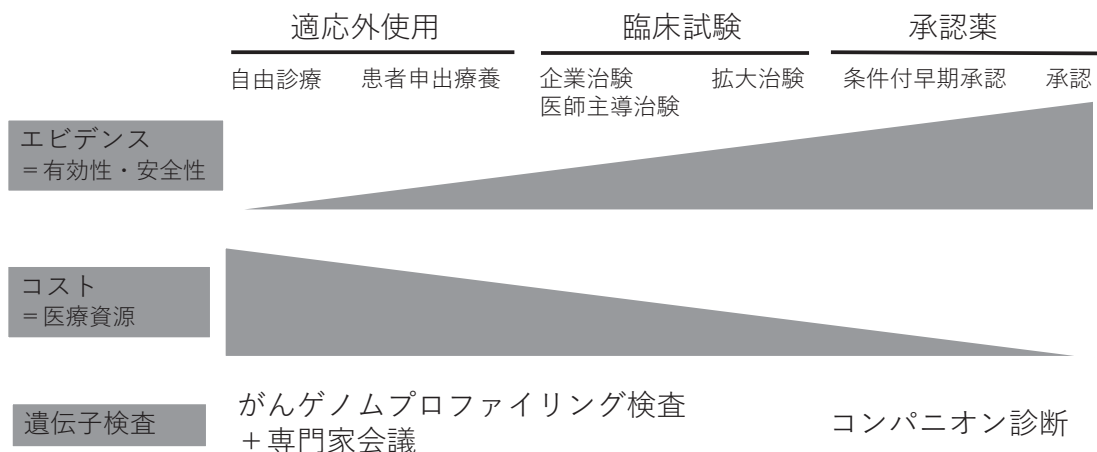 適応外使用 臨床試験 承認薬
自由診療 患者申出療養 企業治験 拡大治験 条件付早期承認 承認
医師主導治験
エビデンス
＝有効性・安全性
コスト
＝医療資源
遺伝子検査
がんゲノムプロファイリング検査
＋専門家会議
コンパニオン診断